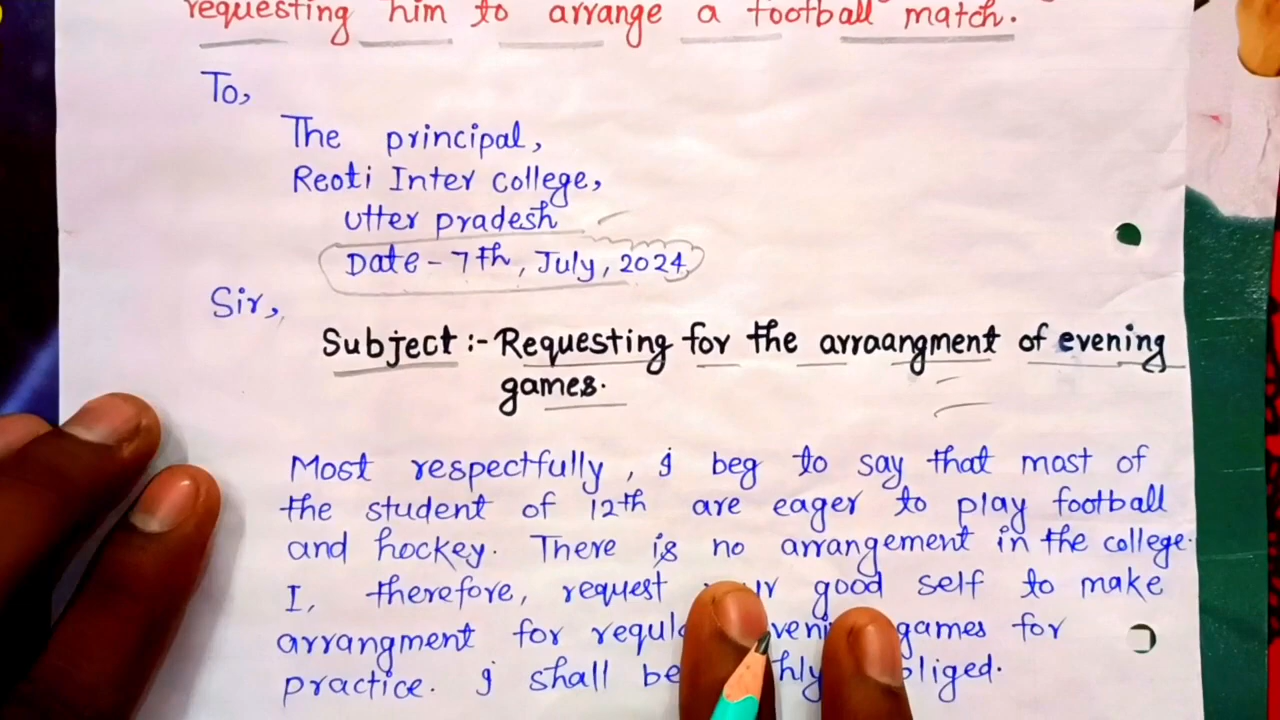 requesting him to arrange a football match.
To,
The principal,
Reoti Inter college,
Utter pradesh
Date - 7th, July, 2024
Sir,
Subject :- Requesting for the arraangment of evening
games.
Most respectfully, I beg to say that most of
the student of 12th are eager to play football
and hockey. There is no arrangement in the college.
I, therefore, request good self to make
arrangment for games for
practice. I shall be